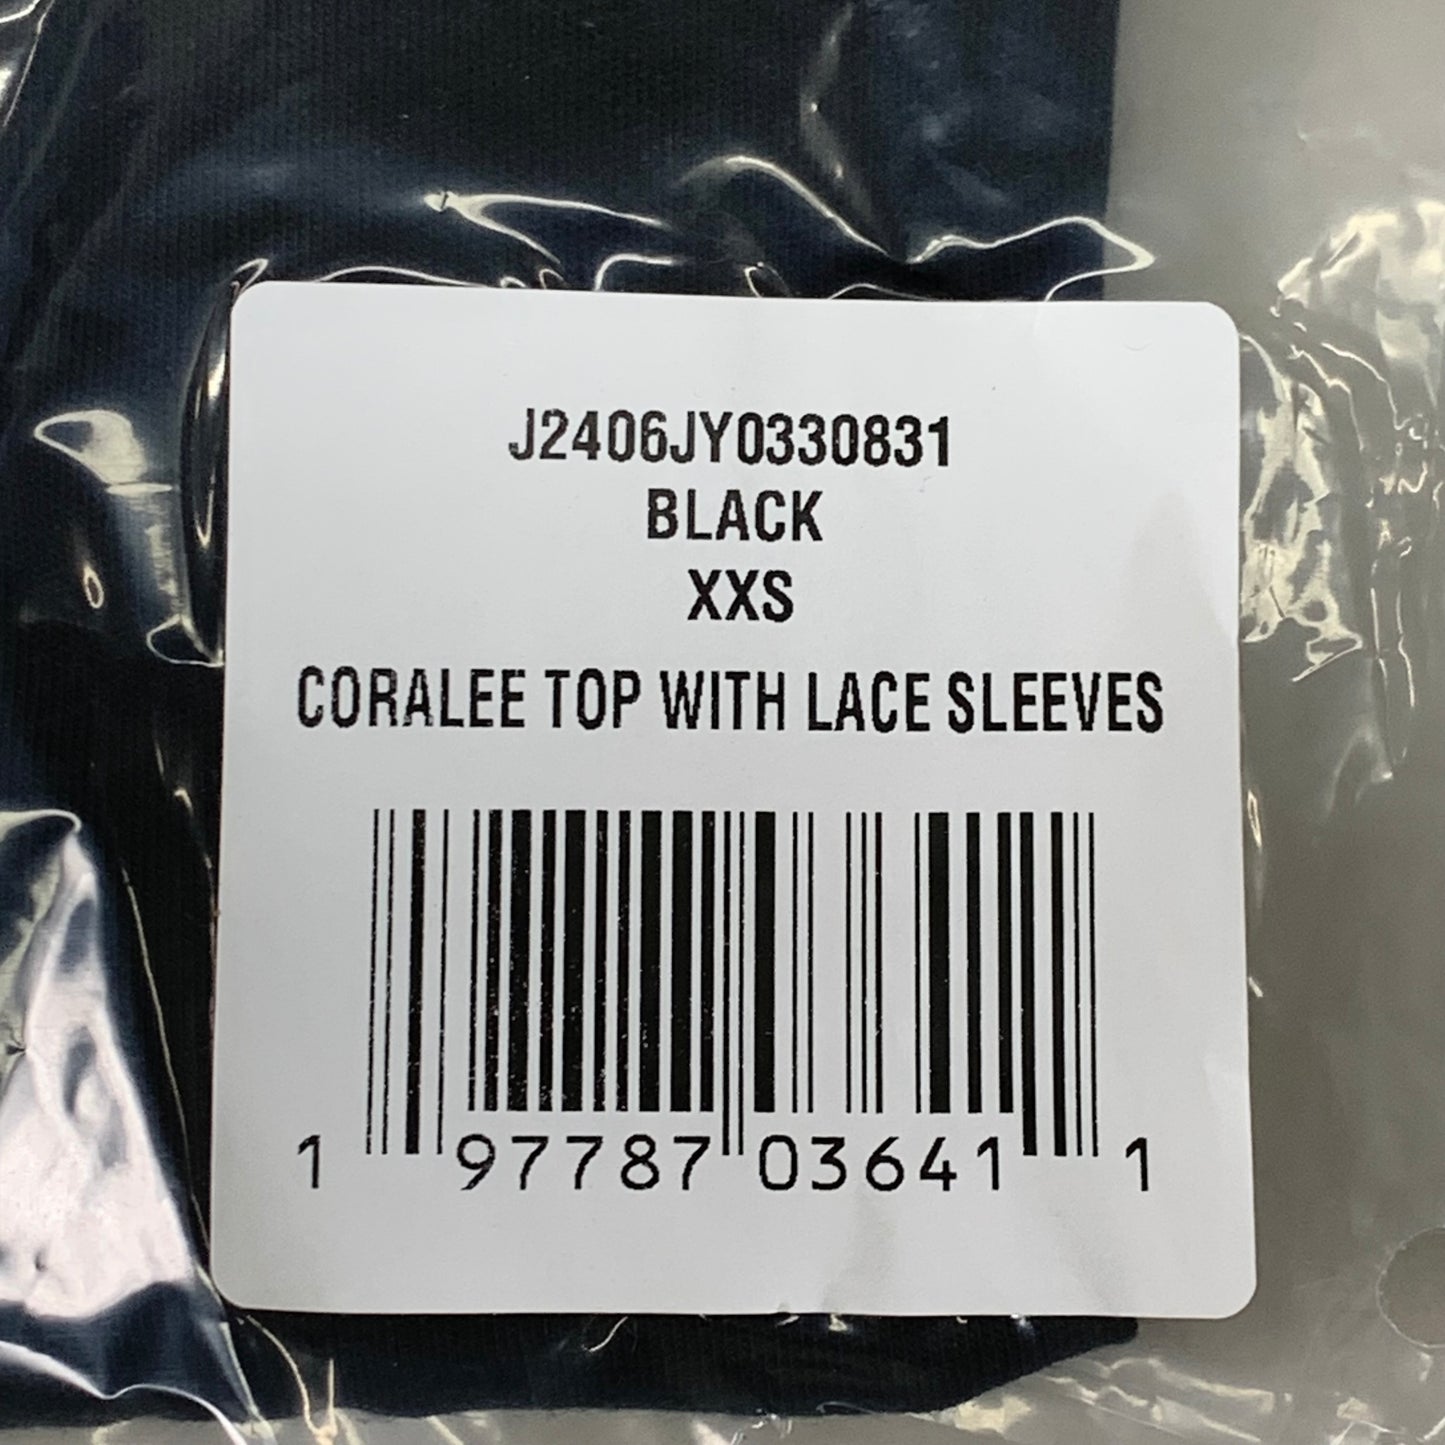 J2406JY0330831
BLACK
XXS
CORALEE TOP WITH LACE SLEEVES
1 97787 03641 1